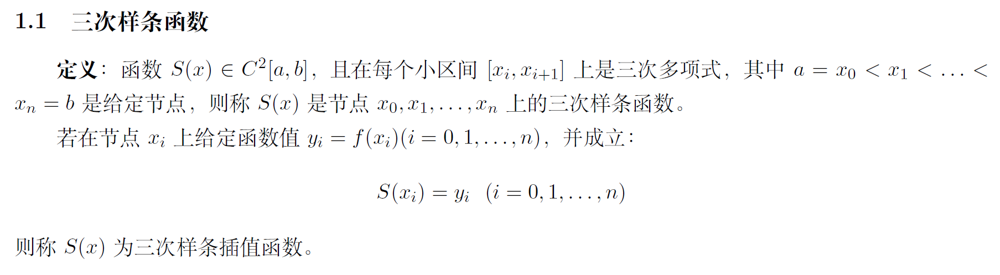 1.1 三次样条函数
定义：函数 S(x) ∈ C²[a, b]，且在每个小区间 [xᵢ, xᵢ₊₁] 上是三次多项式，其中 a = x₀ < x₁ < . . . <
xₙ = b 是给定节点，则称 S(x) 是节点 x₀, x₁, . . . , xₙ 上的三次样条函数。
若在节点 xᵢ 上给定函数值 yᵢ = f(xᵢ)(i = 0, 1, . . . , n)，并成立：
S(xᵢ) = yᵢ (i = 0, 1, . . . , n)
则称 S(x) 为三次样条插值函数。